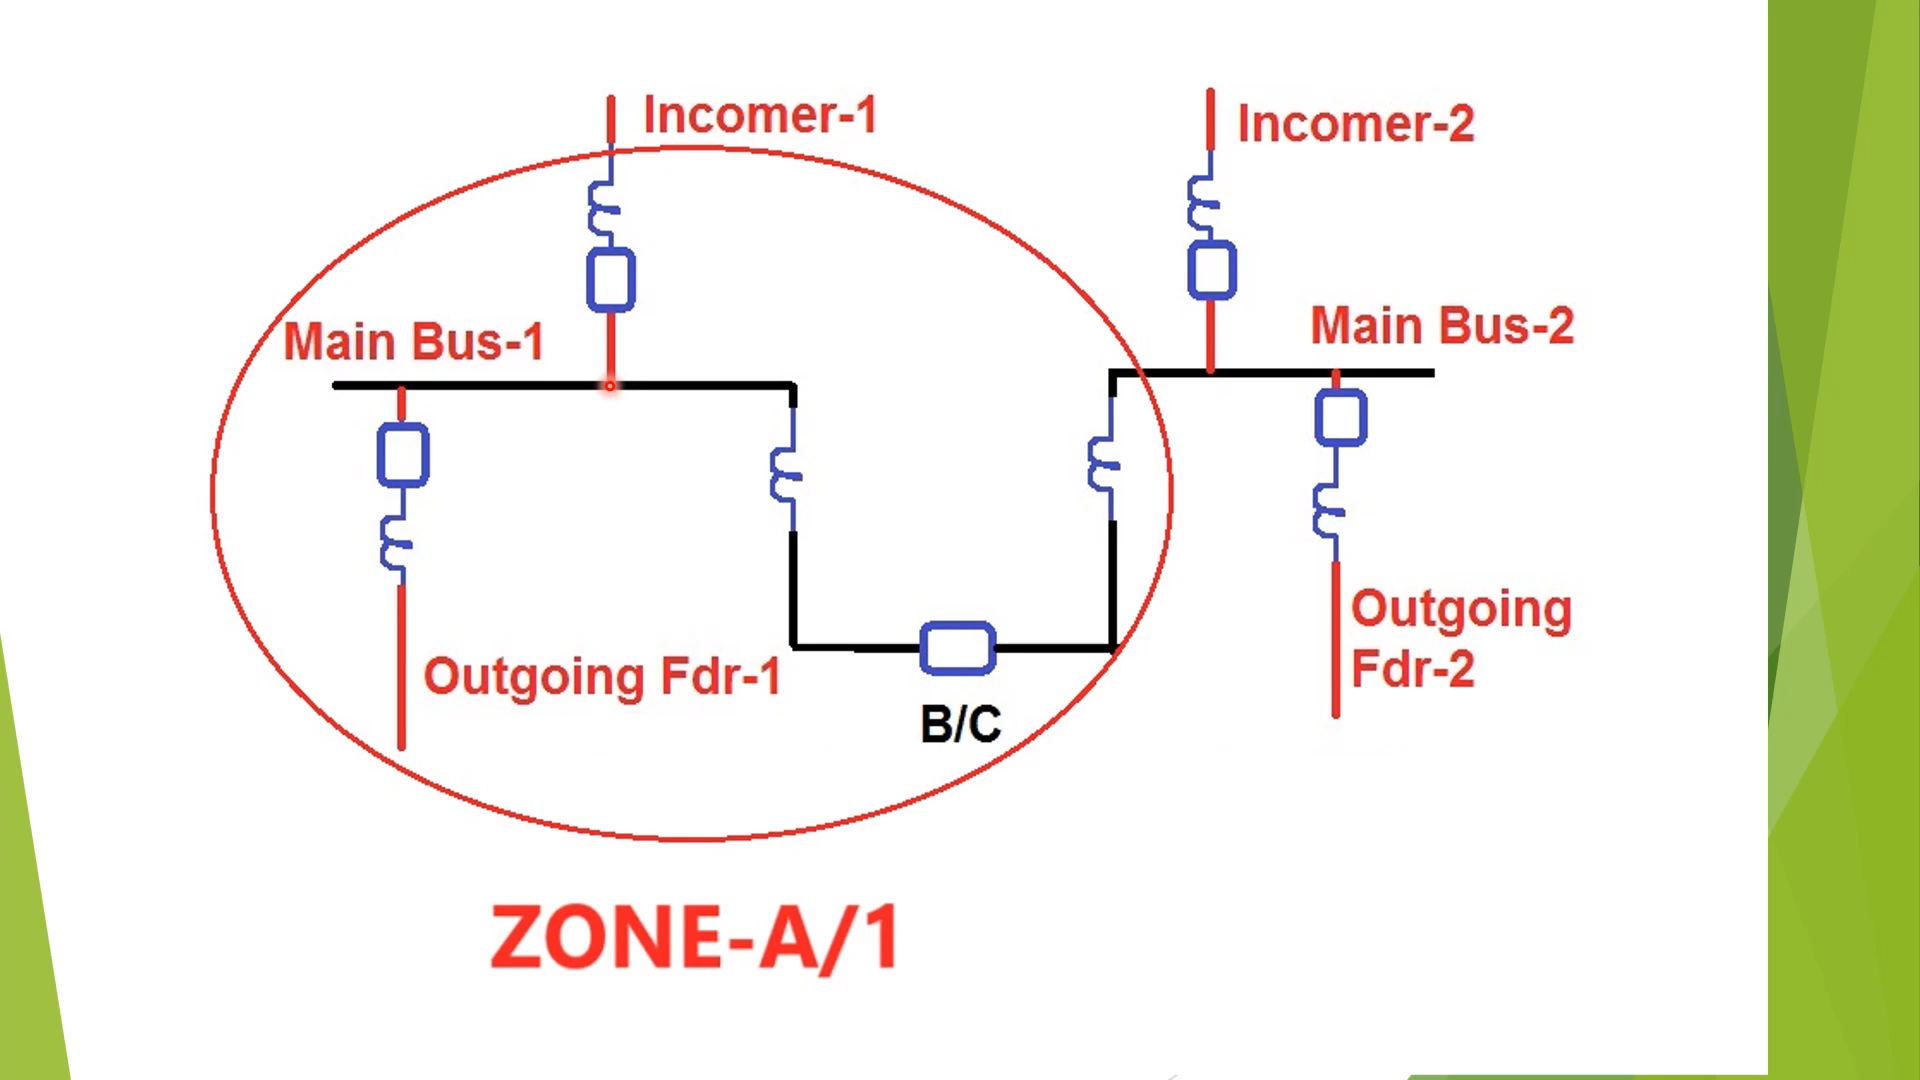 Incomer-1
Incomer-2
Main Bus-1
Main Bus-2
Outgoing
Fdr-2
Outgoing Fdr-1
B/C
ZONE-A/1